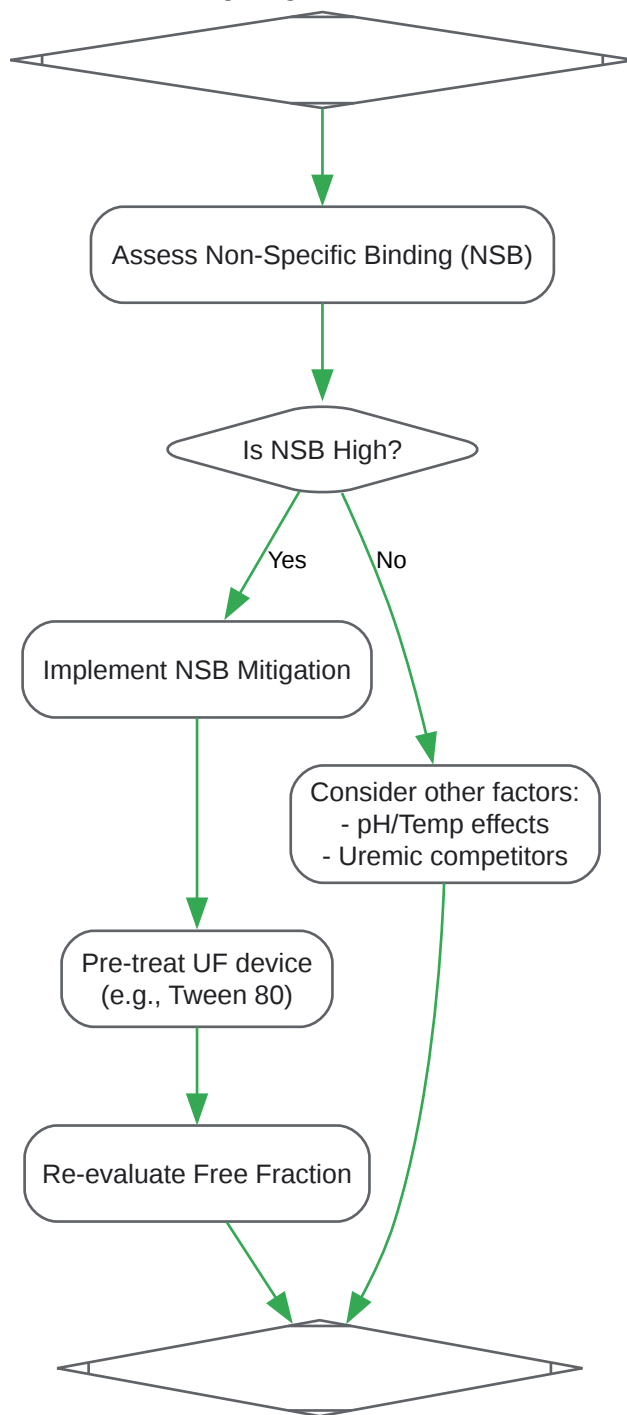 Assess Non-Specific Binding (NSB)
Is NSB High?
Yes
No
Implement NSB Mitigation
Consider other factors:
- pH/Temp effects
- Uremic competitors
Pre-treat UF device
(e.g., Tween 80)
Re-evaluate Free Fraction